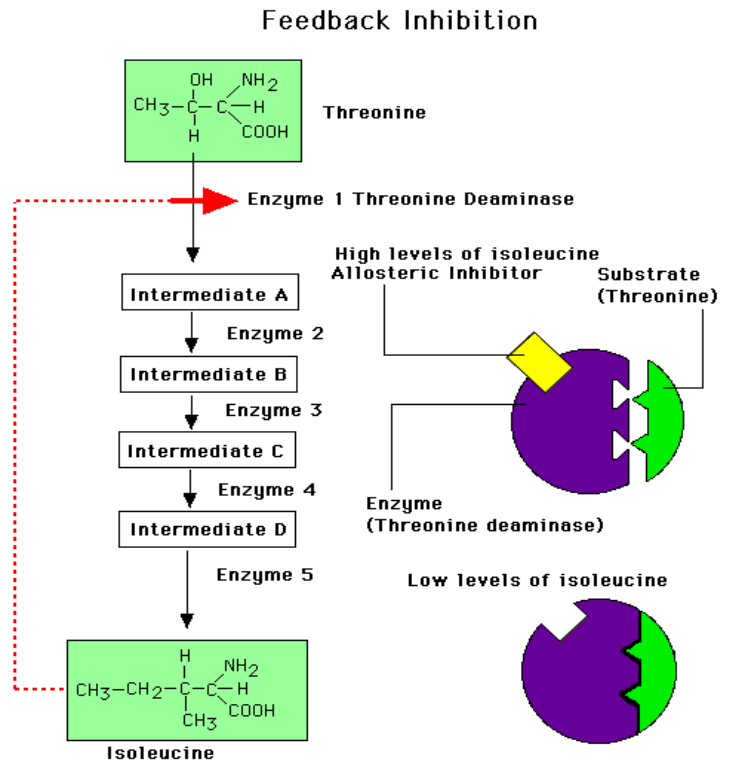 Feedback Inhibition
OH NH2
CH3-C-C-H
H COOH
Threonine
Enzyme 1 Threonine Deaminase
Intermediate A
Enzyme 2
Intermediate B
Enzyme 3
Intermediate C
Enzyme 4
Intermediate D
Enzyme 5
H NH2
CH3-CH2-C-C-H
CH3 COOH
Isoleucine
High levels of isoleucine
Allosteric Inhibitor
Substrate
(Threonine)
Enzyme
(Threonine deaminase)
Low levels of isoleucine